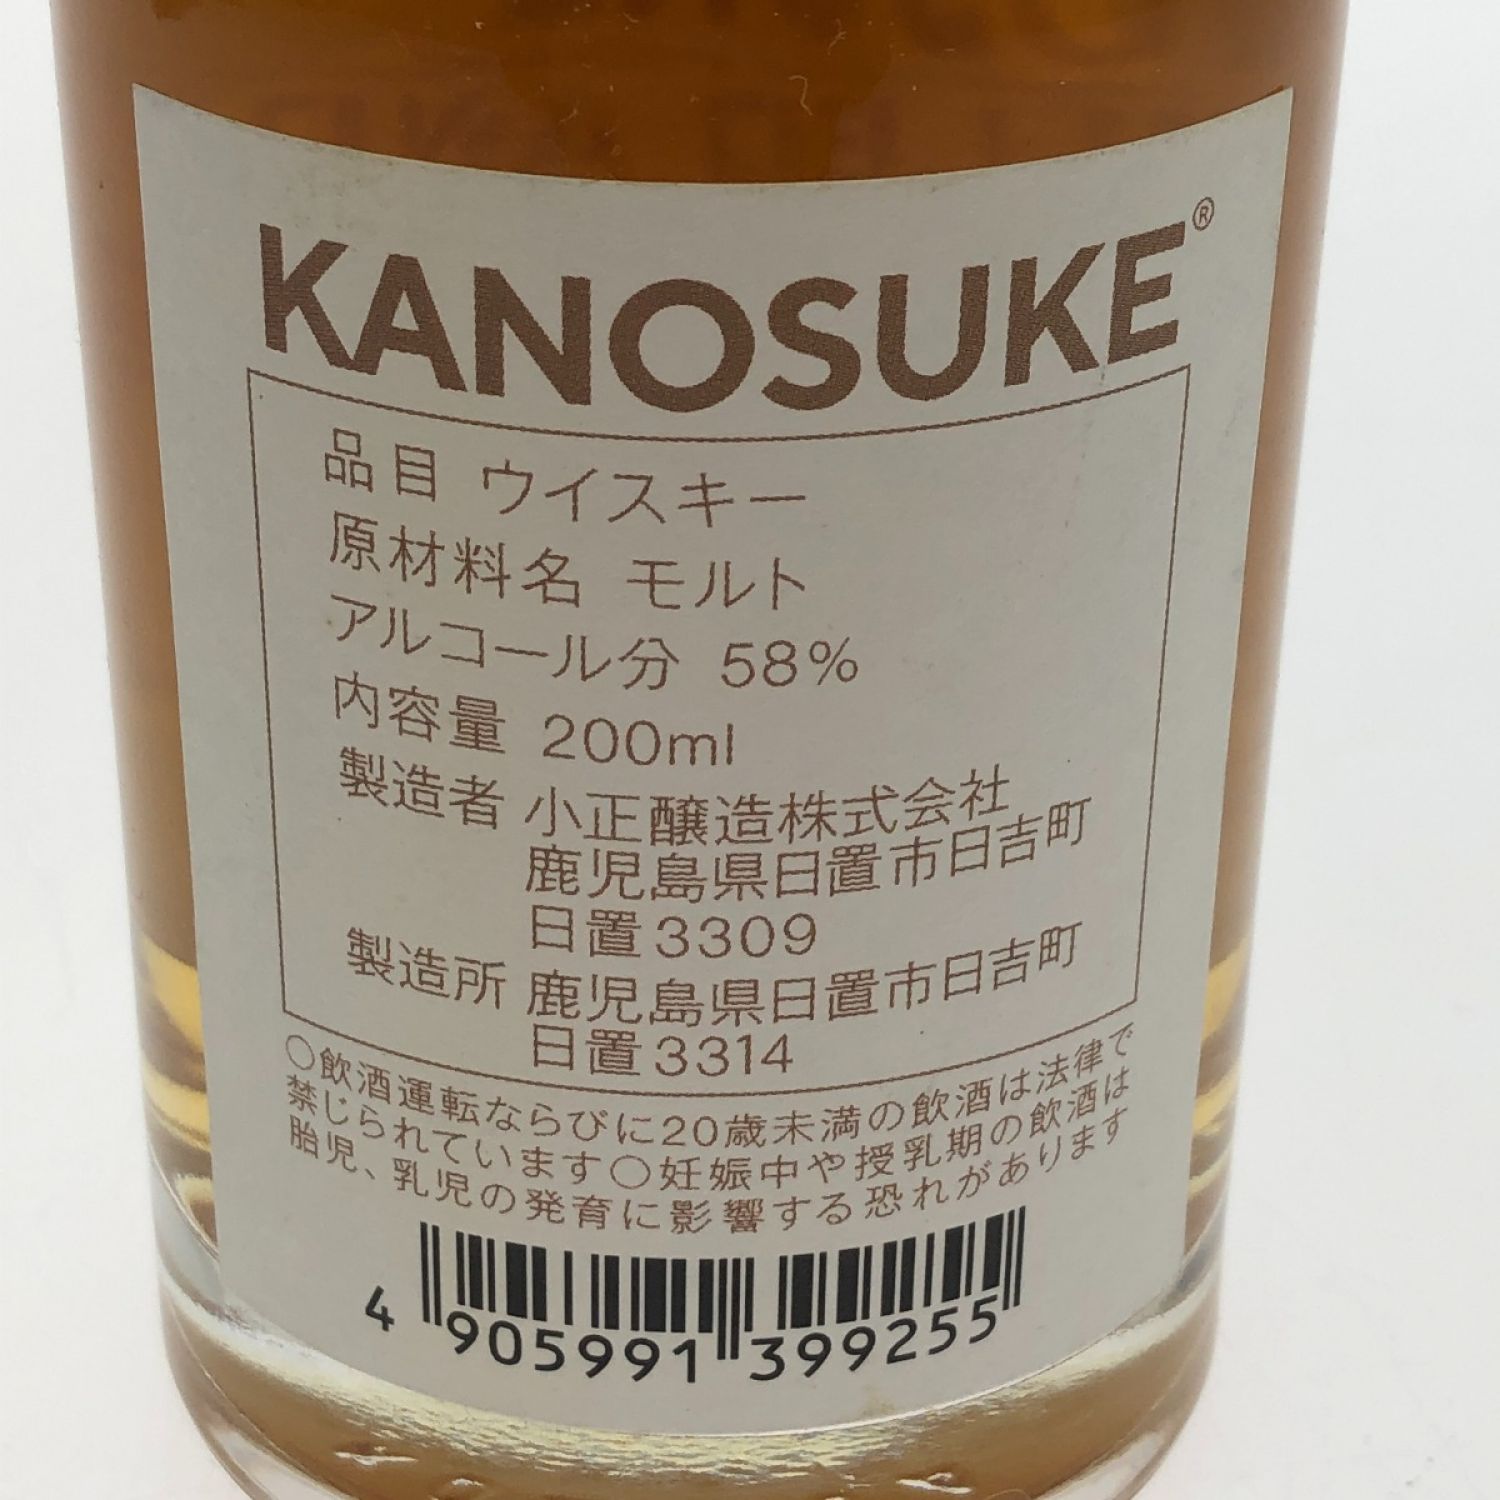 KANOSUKE®
品目 ウイスキー
原材料名 モルト
アルコール分 58%
内容量 200ml
製造者 小正醸造株式会社
鹿児島県日置市日吉町
日置3309
製造所 鹿児島県日置市日吉町
日置3314
○飲酒運転ならびに20歳未満の飲酒は法律で
禁じられています○妊娠中や授乳期の飲酒は
胎児、乳児の発育に影響する恐れがあります
4 905991 399255